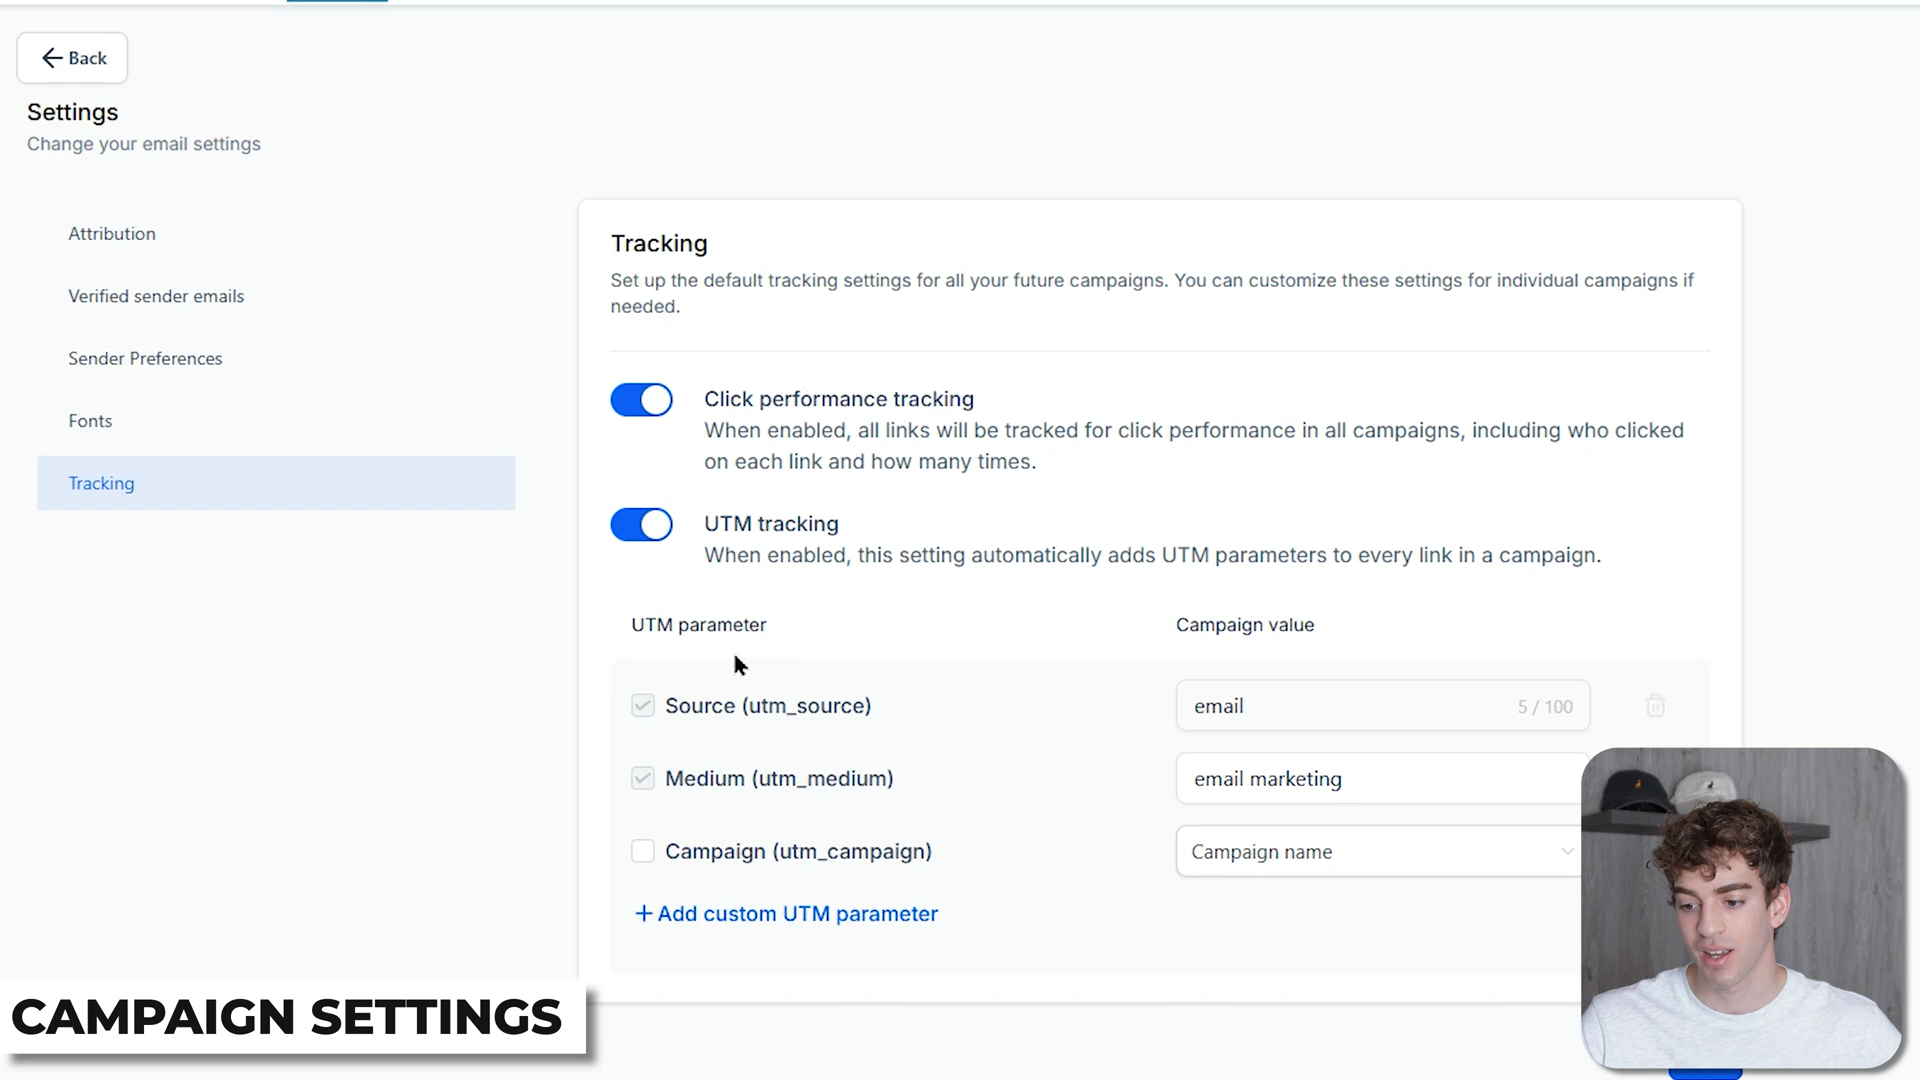 Back
Settings
Change your email settings
Attribution
Verified sender emails
Sender Preferences
Fonts
Tracking
Tracking
Set up the default tracking settings for all your future campaigns. You can customize these settings for individual campaigns if
needed.
Click performance tracking
When enabled, all links will be tracked for click performance in all campaigns, including who clicked
on each link and how many times.
UTM tracking
When enabled, this setting automatically adds UTM parameters to every link in a campaign.
UTM parameter
Campaign value
Source (utm_source)
email
5 / 100
Medium (utm_medium)
email marketing
Campaign (utm_campaign)
Campaign name
+ Add custom UTM parameter
CAMPAIGN SETTINGS